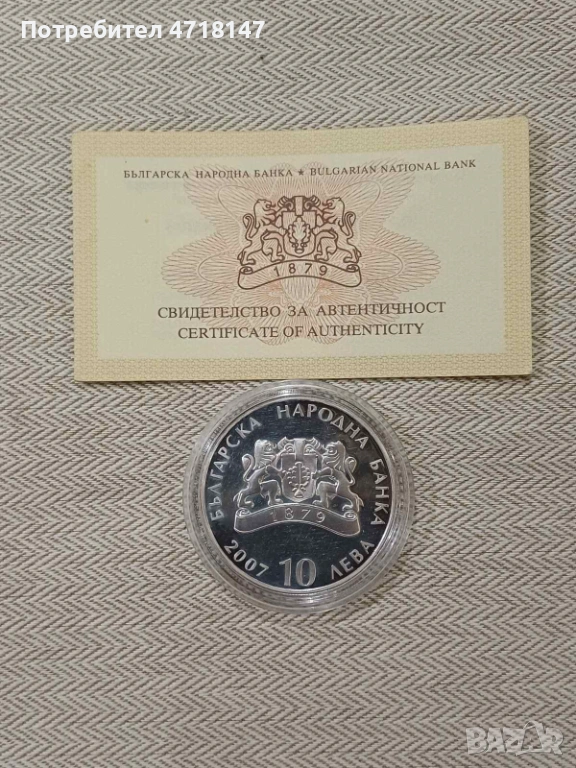 Потребител 4718147
БЪЛГАРСКА НАРОДНА БАНКА ★ BULGARIAN NATIONAL BANK
1879
СВИДЕТЕЛСТВО ЗА АВТЕНТИЧНОСТ
CERTIFICATE OF AUTHENTICITY
БЪЛГАРСКА НАРОДНА БАНКА
1879
2007 10 ЛЕВА
BAZAR